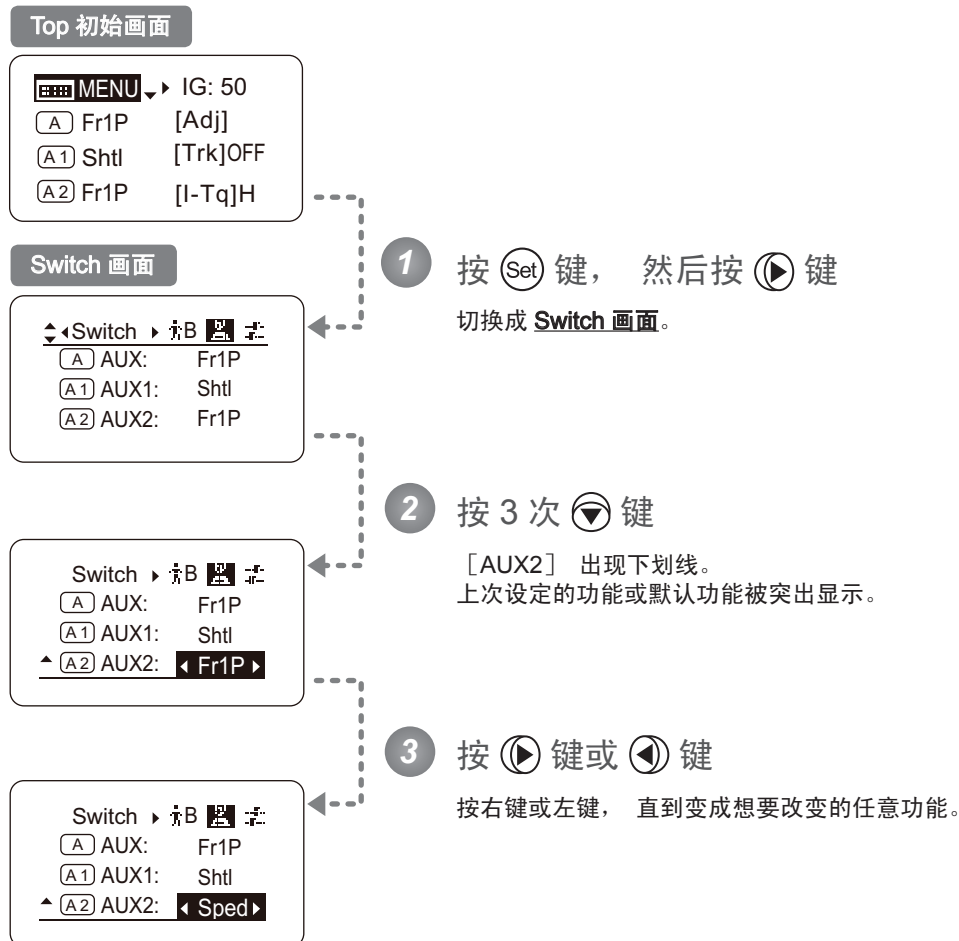 Top 初始画面
MENU IG: 50
A Fr1P [Adj]
A1 Shtl [Trk]OFF
A2 Fr1P [I-Tq]H
Switch 画面
Switch B
A AUX: Fr1P
A1 AUX1: Shtl
A2 AUX2: Fr1P
1 按 Set 键， 然后按 键
切换成 Switch 画面。
Switch B
A AUX: Fr1P
A1 AUX1: Shtl
A2 AUX2: Fr1P
2 按 3 次 键
［AUX2］ 出现下划线。
上次设定的功能或默认功能被突出显示。
Switch B
A AUX: Fr1P
A1 AUX1: Shtl
A2 AUX2: Sped
3 按 键或 键
按右键或左键， 直到变成想要改变的任意功能。